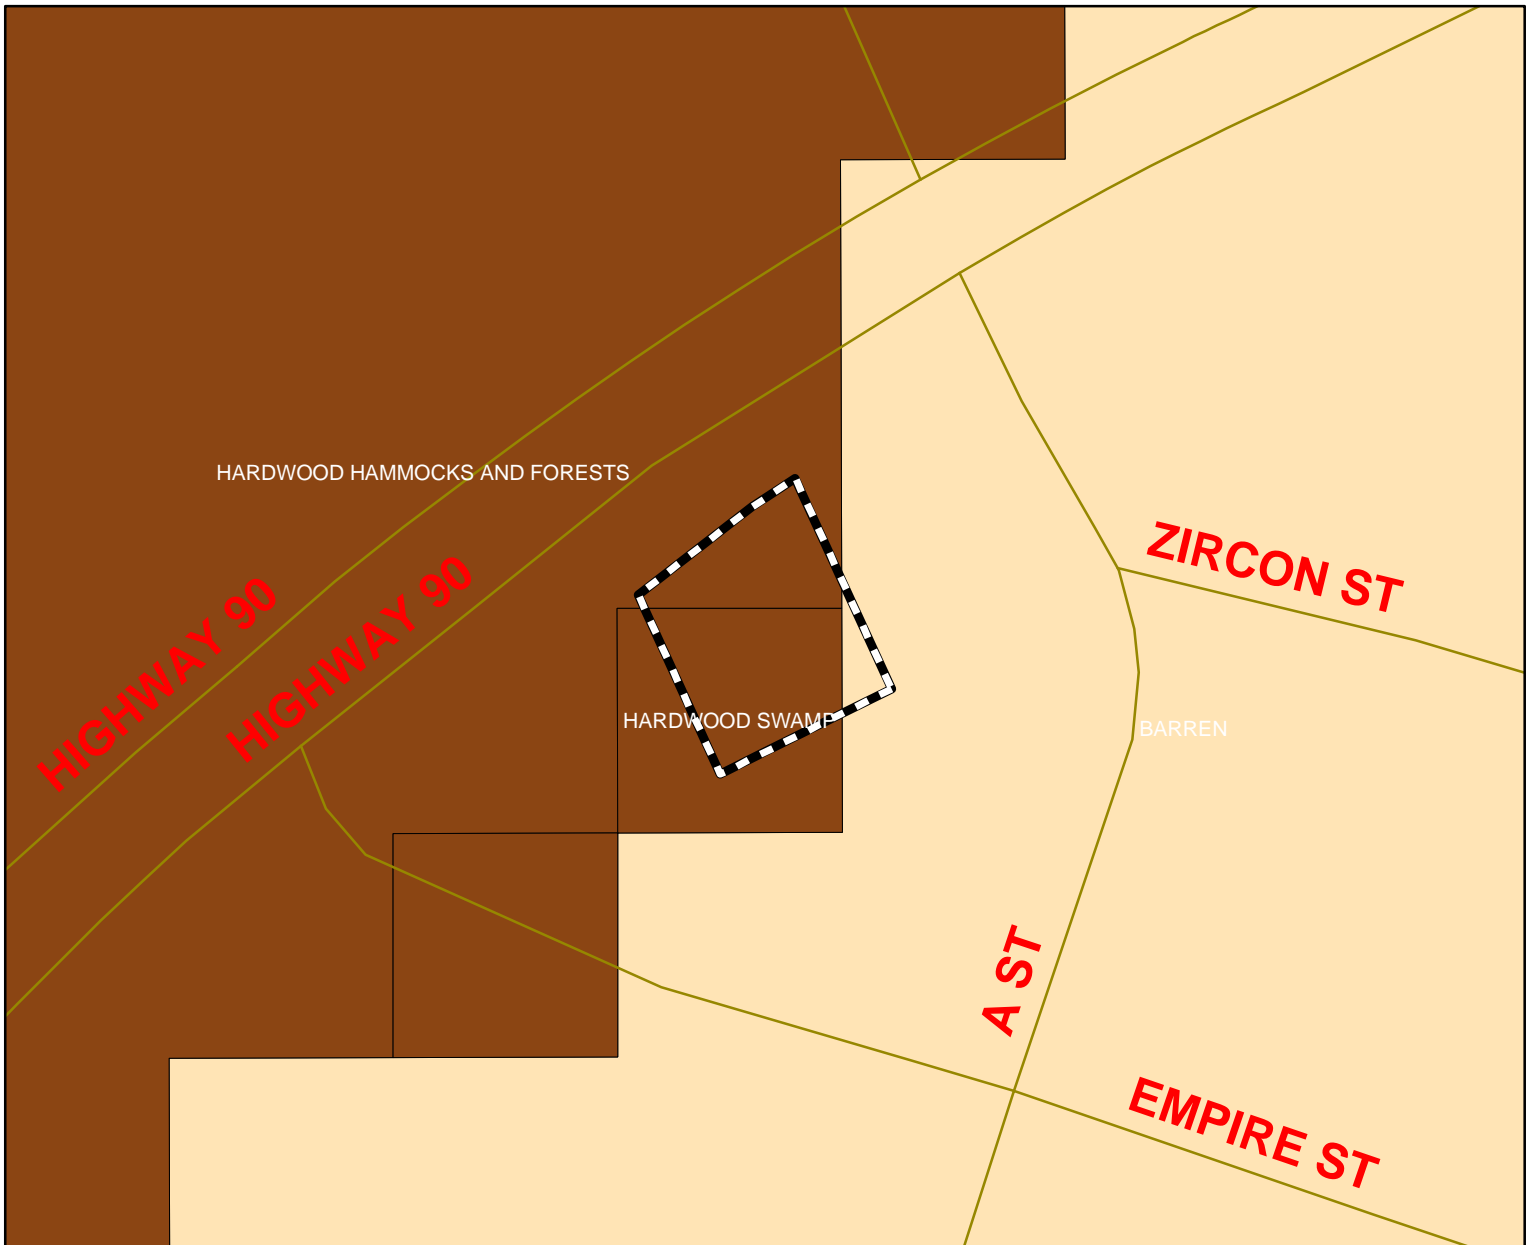 HARDWOOD HAMMOCKS AND FORESTS
ZIRCON ST
HIGHWAY 90
HIGHWAY 90
HARDWOOD SWAMP
BARREN
A ST
EMPIRE ST